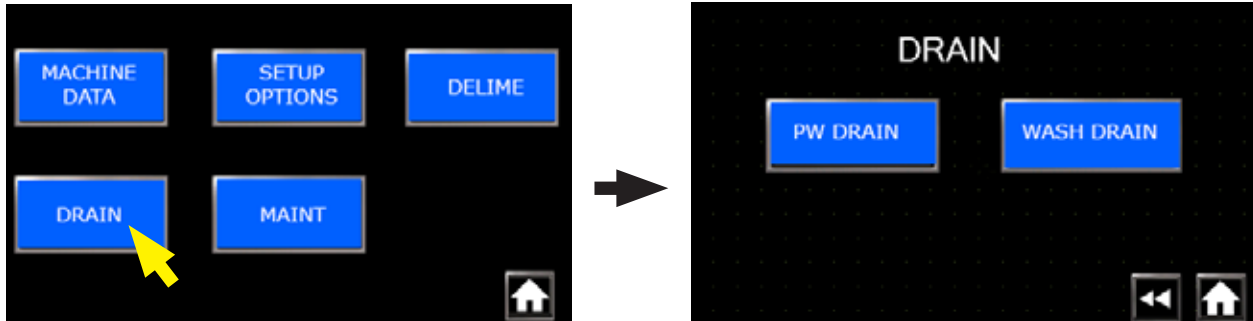 MACHINE
DATA
SETUP
OPTIONS
DELIME
DRAIN
MAINT
DRAIN
PW DRAIN
WASH DRAIN